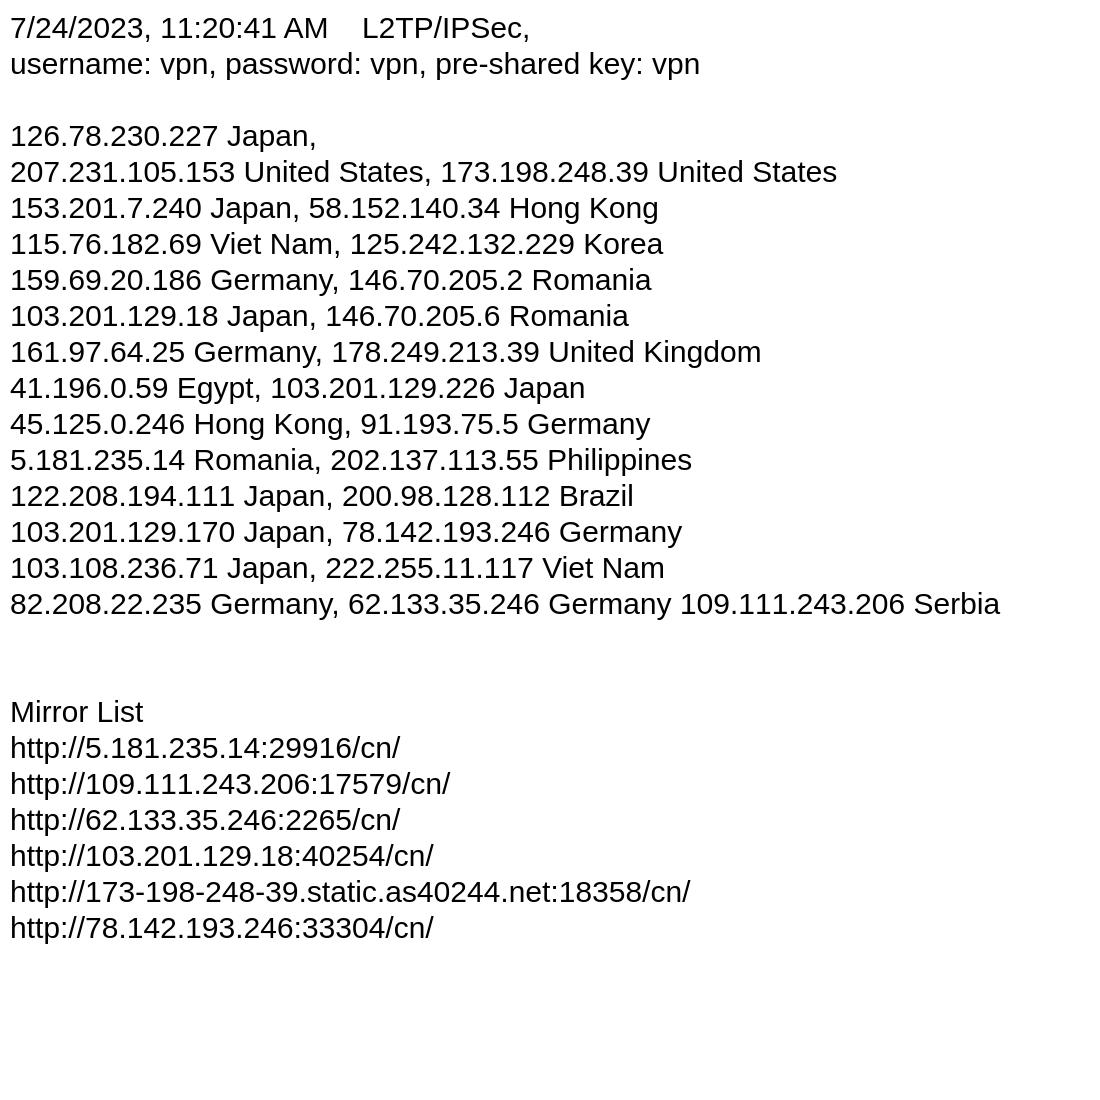 7/24/2023, 11:20:41 AM    L2TP/IPSec,
username: vpn, password: vpn, pre-shared key: vpn
126.78.230.227 Japan,
207.231.105.153 United States, 173.198.248.39 United States
153.201.7.240 Japan, 58.152.140.34 Hong Kong
115.76.182.69 Viet Nam, 125.242.132.229 Korea
159.69.20.186 Germany, 146.70.205.2 Romania
103.201.129.18 Japan, 146.70.205.6 Romania
161.97.64.25 Germany, 178.249.213.39 United Kingdom
41.196.0.59 Egypt, 103.201.129.226 Japan
45.125.0.246 Hong Kong, 91.193.75.5 Germany
5.181.235.14 Romania, 202.137.113.55 Philippines
122.208.194.111 Japan, 200.98.128.112 Brazil
103.201.129.170 Japan, 78.142.193.246 Germany
103.108.236.71 Japan, 222.255.11.117 Viet Nam
82.208.22.235 Germany, 62.133.35.246 Germany 109.111.243.206 Serbia
Mirror List
http://5.181.235.14:29916/cn/
http://109.111.243.206:17579/cn/
http://62.133.35.246:2265/cn/
http://103.201.129.18:40254/cn/
http://173-198-248-39.static.as40244.net:18358/cn/
http://78.142.193.246:33304/cn/